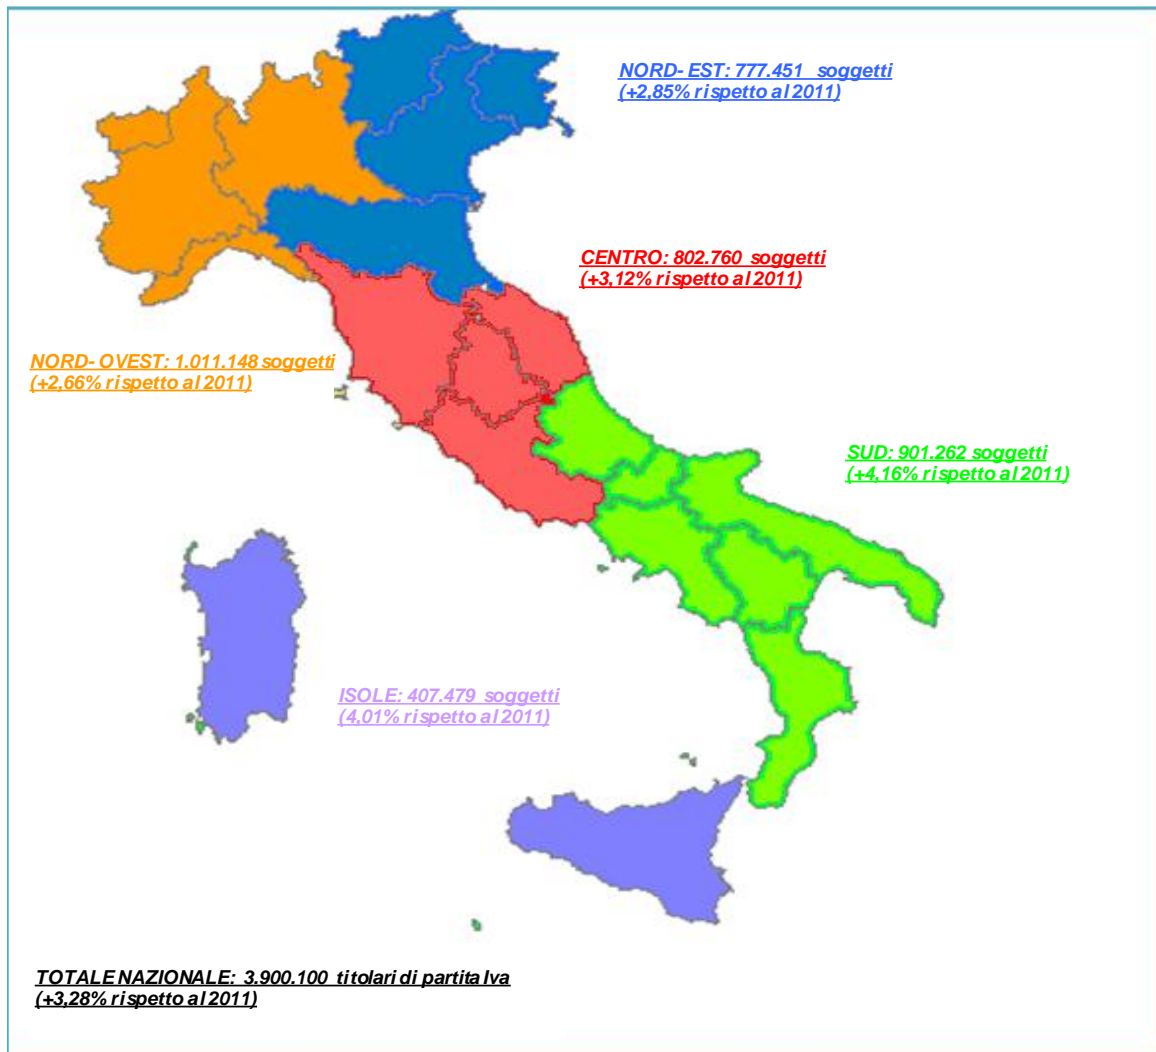 NORD-EST: 777.451 soggetti
(+2,85% rispetto al 2011)
CENTRO: 802.760 soggetti
(+3,12% rispetto al 2011)
NORD-OVEST: 1.011.148 soggetti
(+2,66% rispetto al 2011)
SUD: 901.262 soggetti
(+4,16% rispetto al 2011)
ISOLE: 407.479 soggetti
(4,01% rispetto al 2011)
TOTALE NAZIONALE: 3.900.100 titolari di partita Iva
(+3,28% rispetto al 2011)